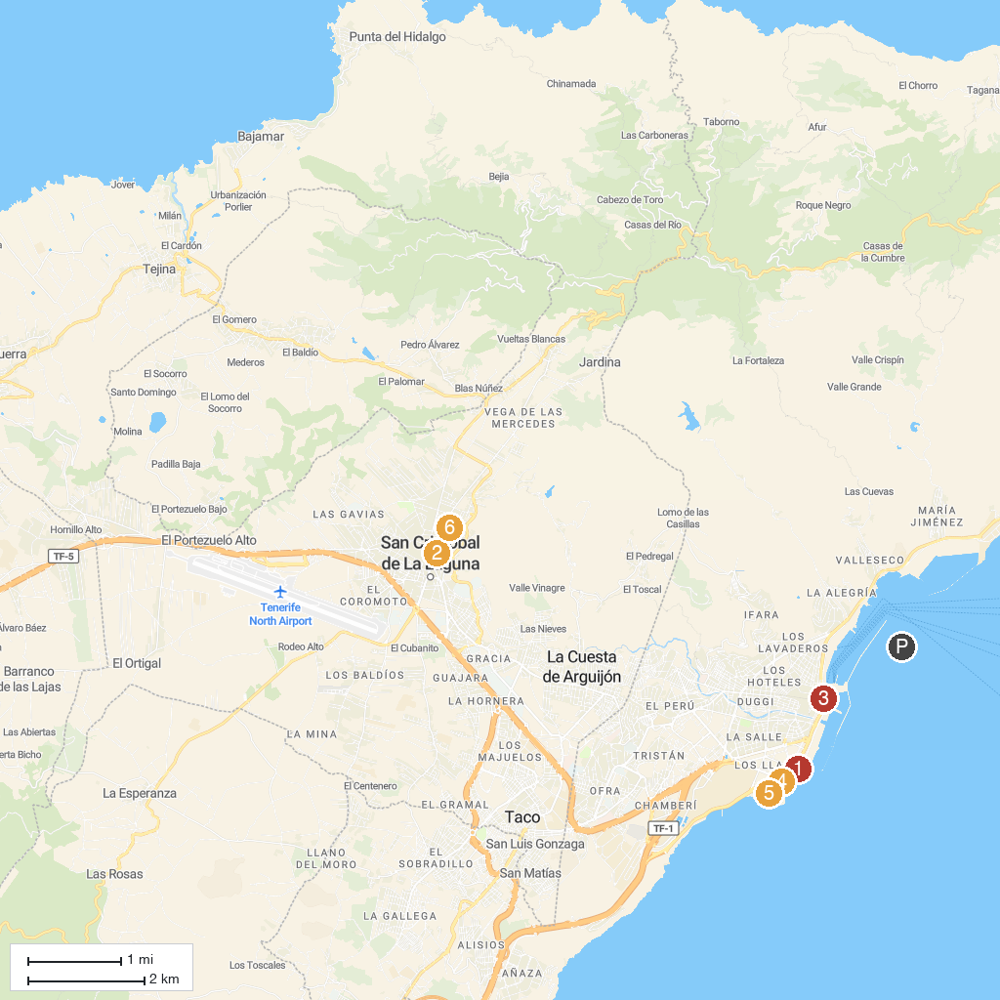 Punta del Hidalgo
Chinamada
El Chorro
Tagana
Taborno
Afur
Las Carboneras
Bajamar
Bejia
Jover
Urbanización
Porlier
Cabezo de Toro
Roque Negro
Milán
Casas del Río
El Cardón
Casas de
la Cumbre
Tejina
El Gomero
Vueltas Blancas
Pedro Álvarez
El Baldío
uerra
Mederos
Jardina
La Fortaleza
Valle Crispín
El Socorro
El Palomar
Blas Núñez
Valle Grande
Santo Domingo
El Lomo del
Socorro
VEGA DE LAS
MERCEDES
Molina
Padilla Baja
Las Cuevas
El Portezuelo Bajo
LAS GAVIAS
Lomo de las
Casillas
MARÍA
JIMÉNEZ
Hornillo Alto
El Portezuelo Alto
6
San Cristóbal
de La Laguna
2
TF-5
El Pedregal
VALLESECO
EL
COROMOTO
Valle Vinagre
El Toscal
LA ALEGRÍA
Tenerife
North Airport
IFARA
Álvaro Báez
Las Nieves
LOS
LAVADEROS
Rodeo Alto
El Cubanito
P
El Ortigal
GRACIA
La Cuesta
de Arguijón
Barranco
de las Lajas
LOS BALDÍOS
GUAJARA
LOS
HOTELES
LA HORNERA
EL PERÚ
DUGGI
3
Las Abiertas
LA MINA
LA SALLE
erta Bicho
LOS
MAJUELOS
TRISTÁN
LOS LLA
1
4
5
El Centenero
La Esperanza
OFRA
EL GRAMAL
CHAMBERÍ
Taco
TF-1
San Luis Gonzaga
LLANO
DEL MORO
EL
SOBRADILLO
Las Rosas
San Matías
LA GALLEGA
ALISIOS
Los Toscales
AÑAZA
1 mi
2 km